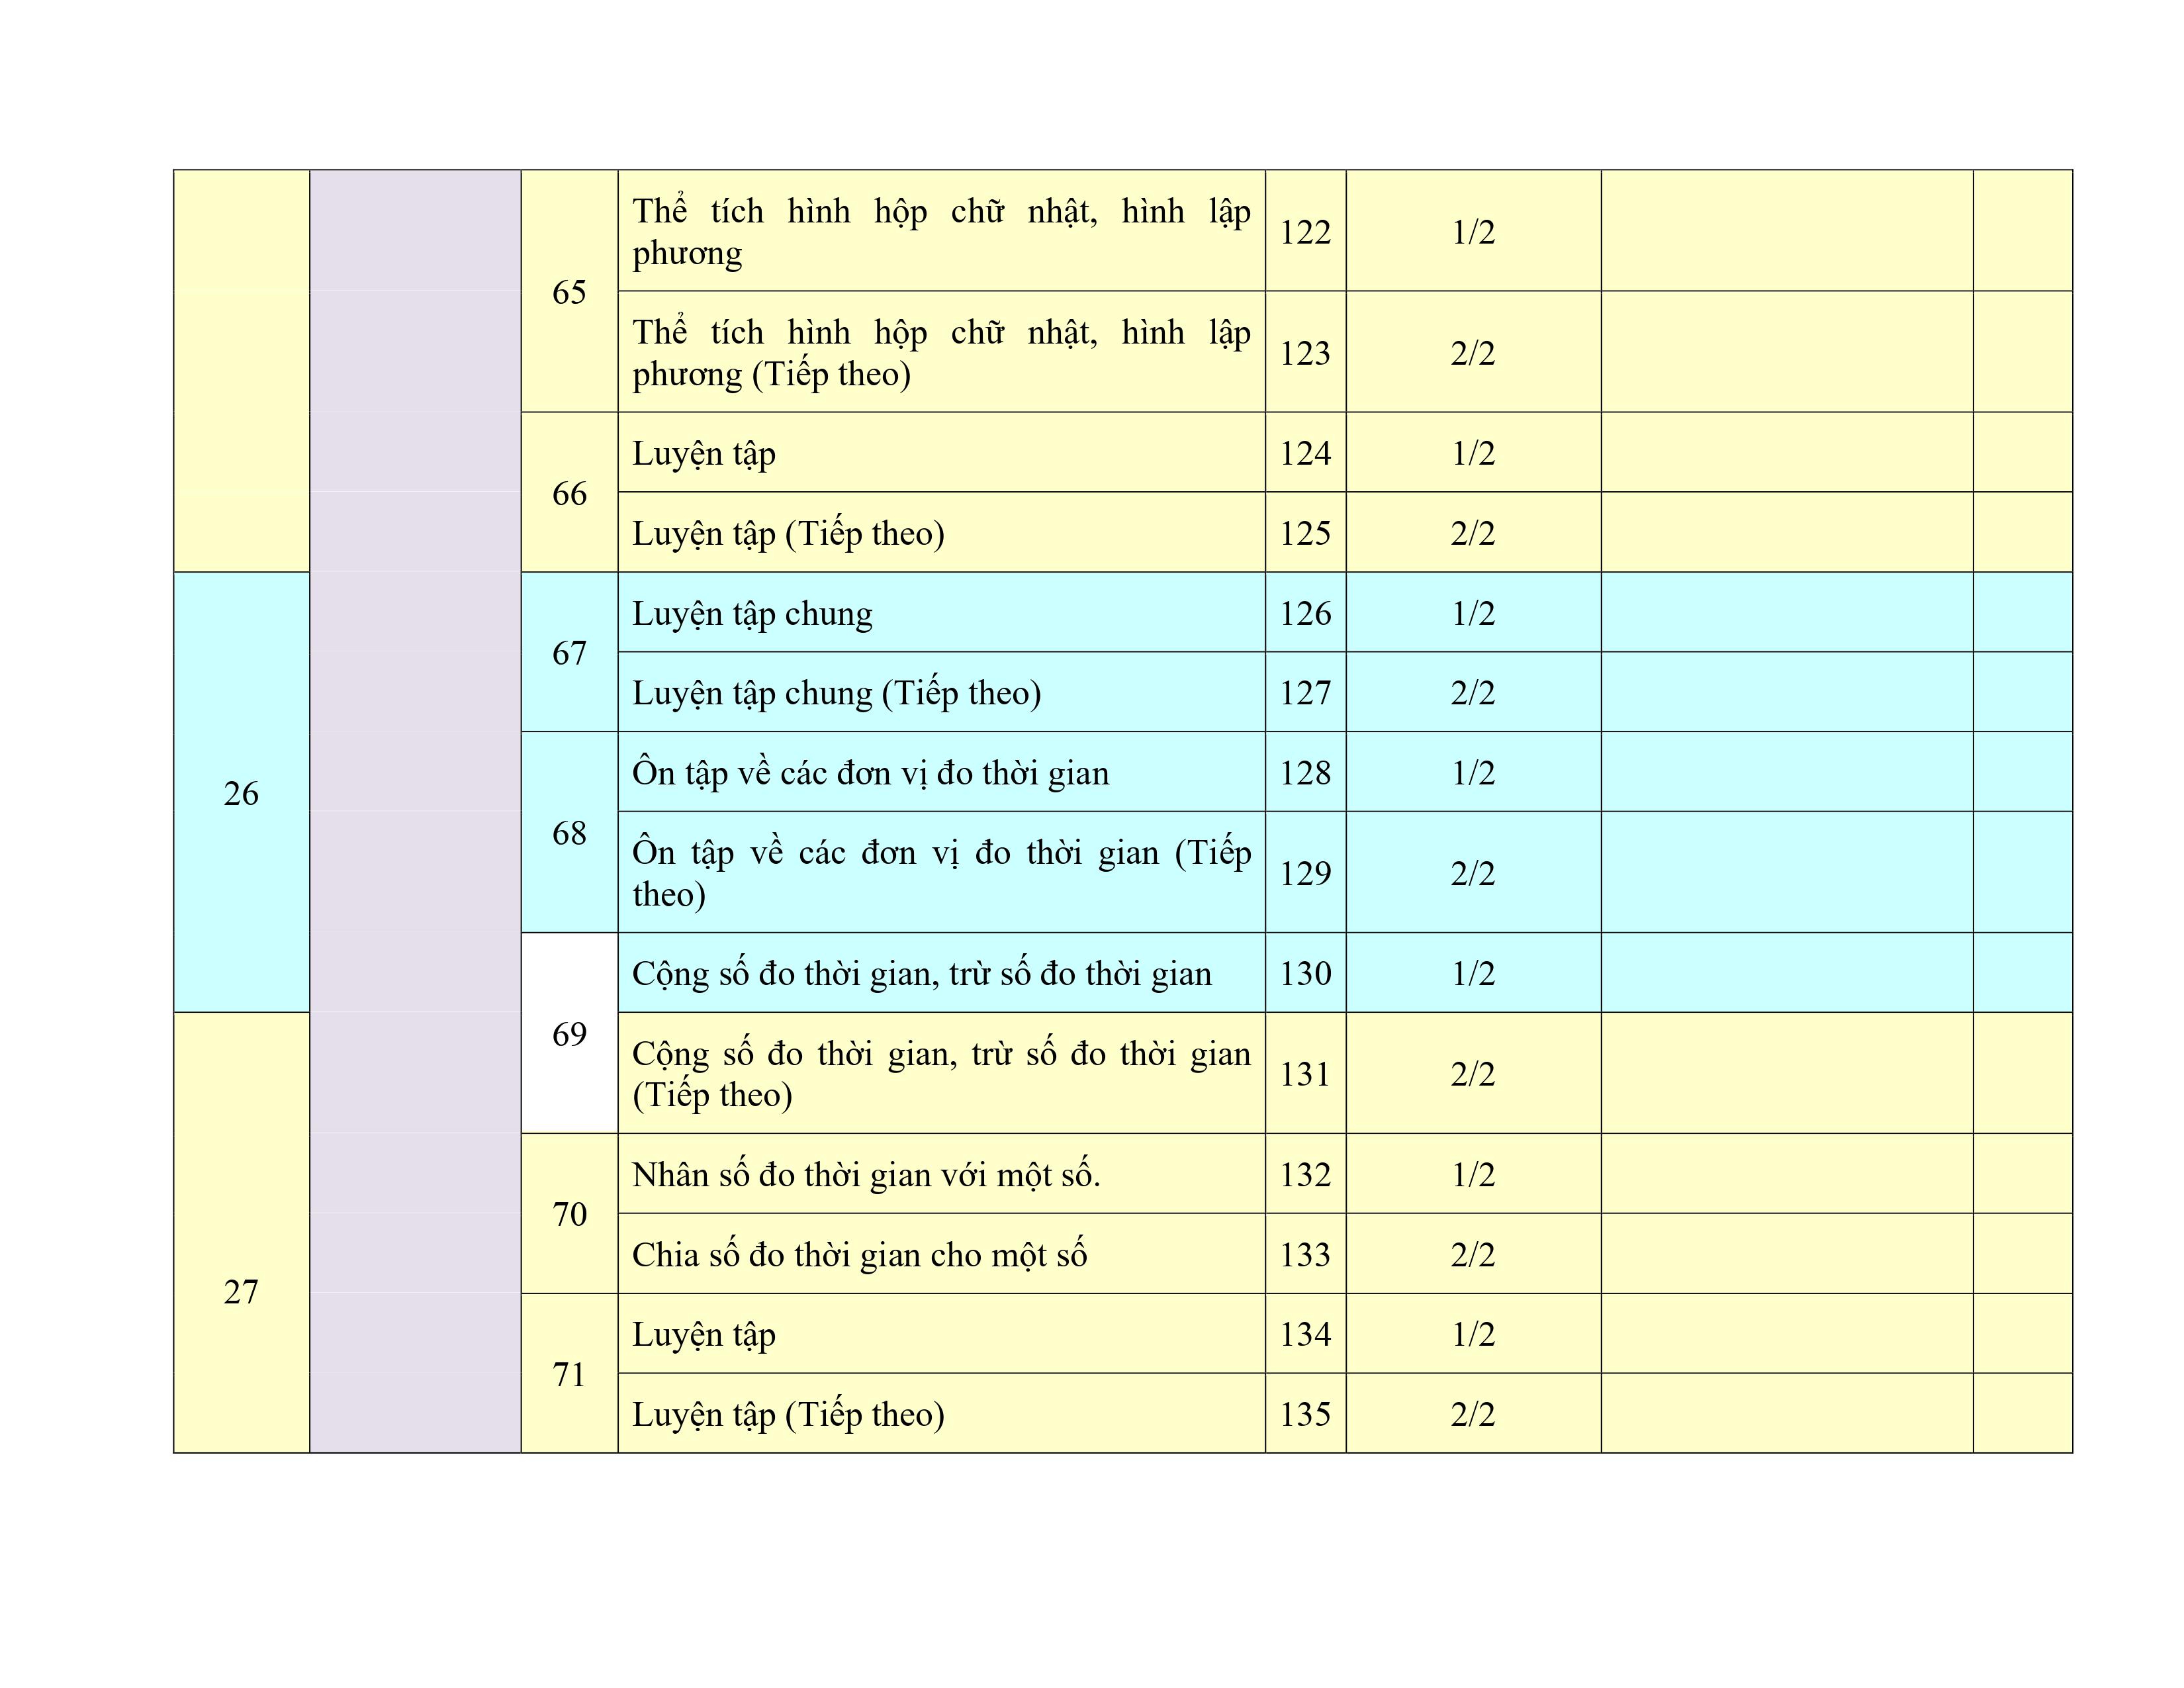 65
Thể tích hình hộp chữ nhật, hình lập
phương
122
1/2
Thể tích hình hộp chữ nhật, hình lập
phương (Tiếp theo)
123
2/2
66
Luyện tập
124
1/2
Luyện tập (Tiếp theo)
125
2/2
26
67
Luyện tập chung
126
1/2
Luyện tập chung (Tiếp theo)
127
2/2
68
Ôn tập về các đơn vị đo thời gian
128
1/2
Ôn tập về các đơn vị đo thời gian (Tiếp
theo)
129
2/2
69
Cộng số đo thời gian, trừ số đo thời gian
130
1/2
27
Cộng số đo thời gian, trừ số đo thời gian
(Tiếp theo)
131
2/2
70
Nhân số đo thời gian với một số.
132
1/2
Chia số đo thời gian cho một số
133
2/2
71
Luyện tập
134
1/2
Luyện tập (Tiếp theo)
135
2/2